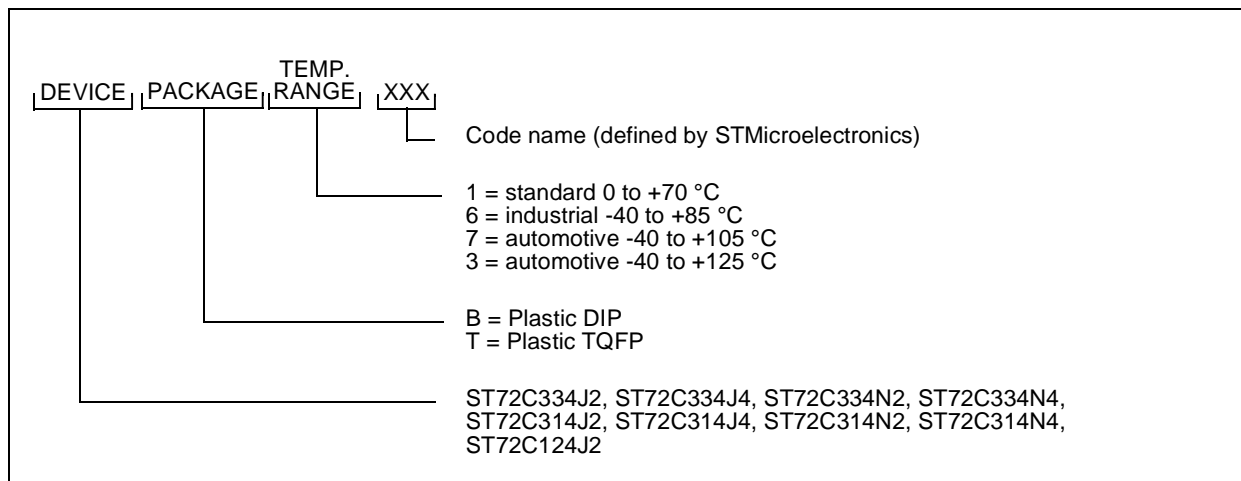 TEMP.
DEVICE PACKAGE RANGE XXX
Code name (defined by STMicroelectronics)
1 = standard 0 to +70 °C
6 = industrial -40 to +85 °C
7 = automotive -40 to +105 °C
3 = automotive -40 to +125 °C
B = Plastic DIP
T = Plastic TQFP
ST72C334J2, ST72C334J4, ST72C334N2, ST72C334N4,
ST72C314J2, ST72C314J4, ST72C314N2, ST72C314N4,
ST72C124J2